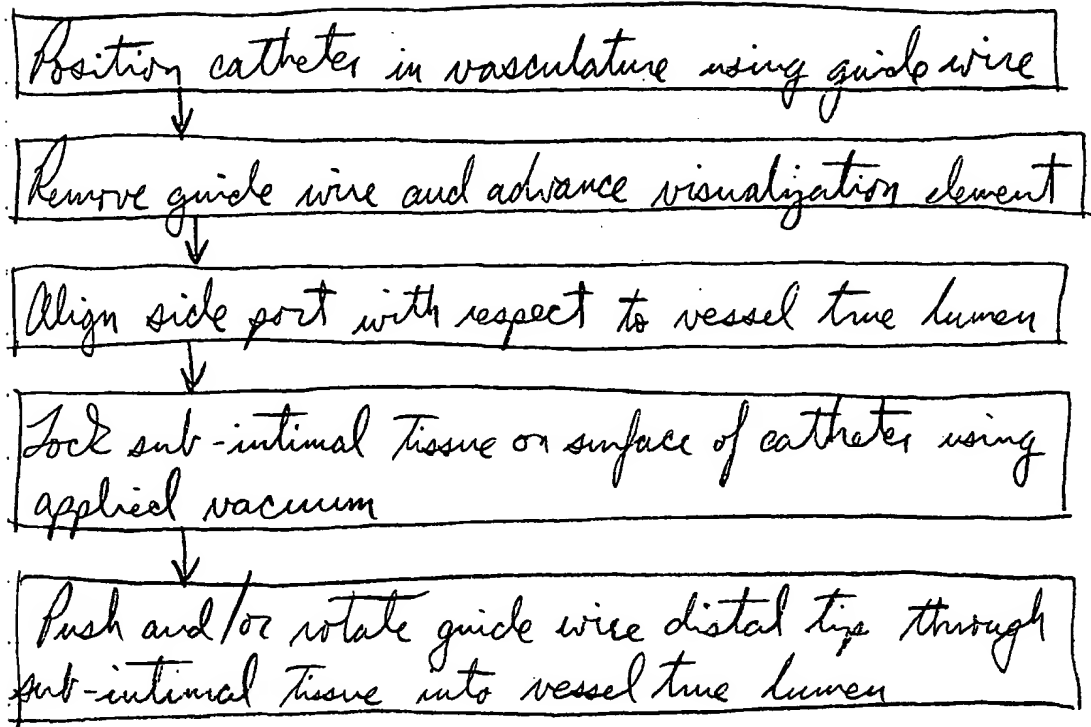 Position catheter in vasculature using guide wire
Remove guide wire and advance visualization element
Align side port with respect to vessel true lumen
Lock sub-intimal tissue on surface of catheter using
applied vacuum
Push and/or rotate guide wire distal tip through
sub-intimal tissue into vessel true lumen